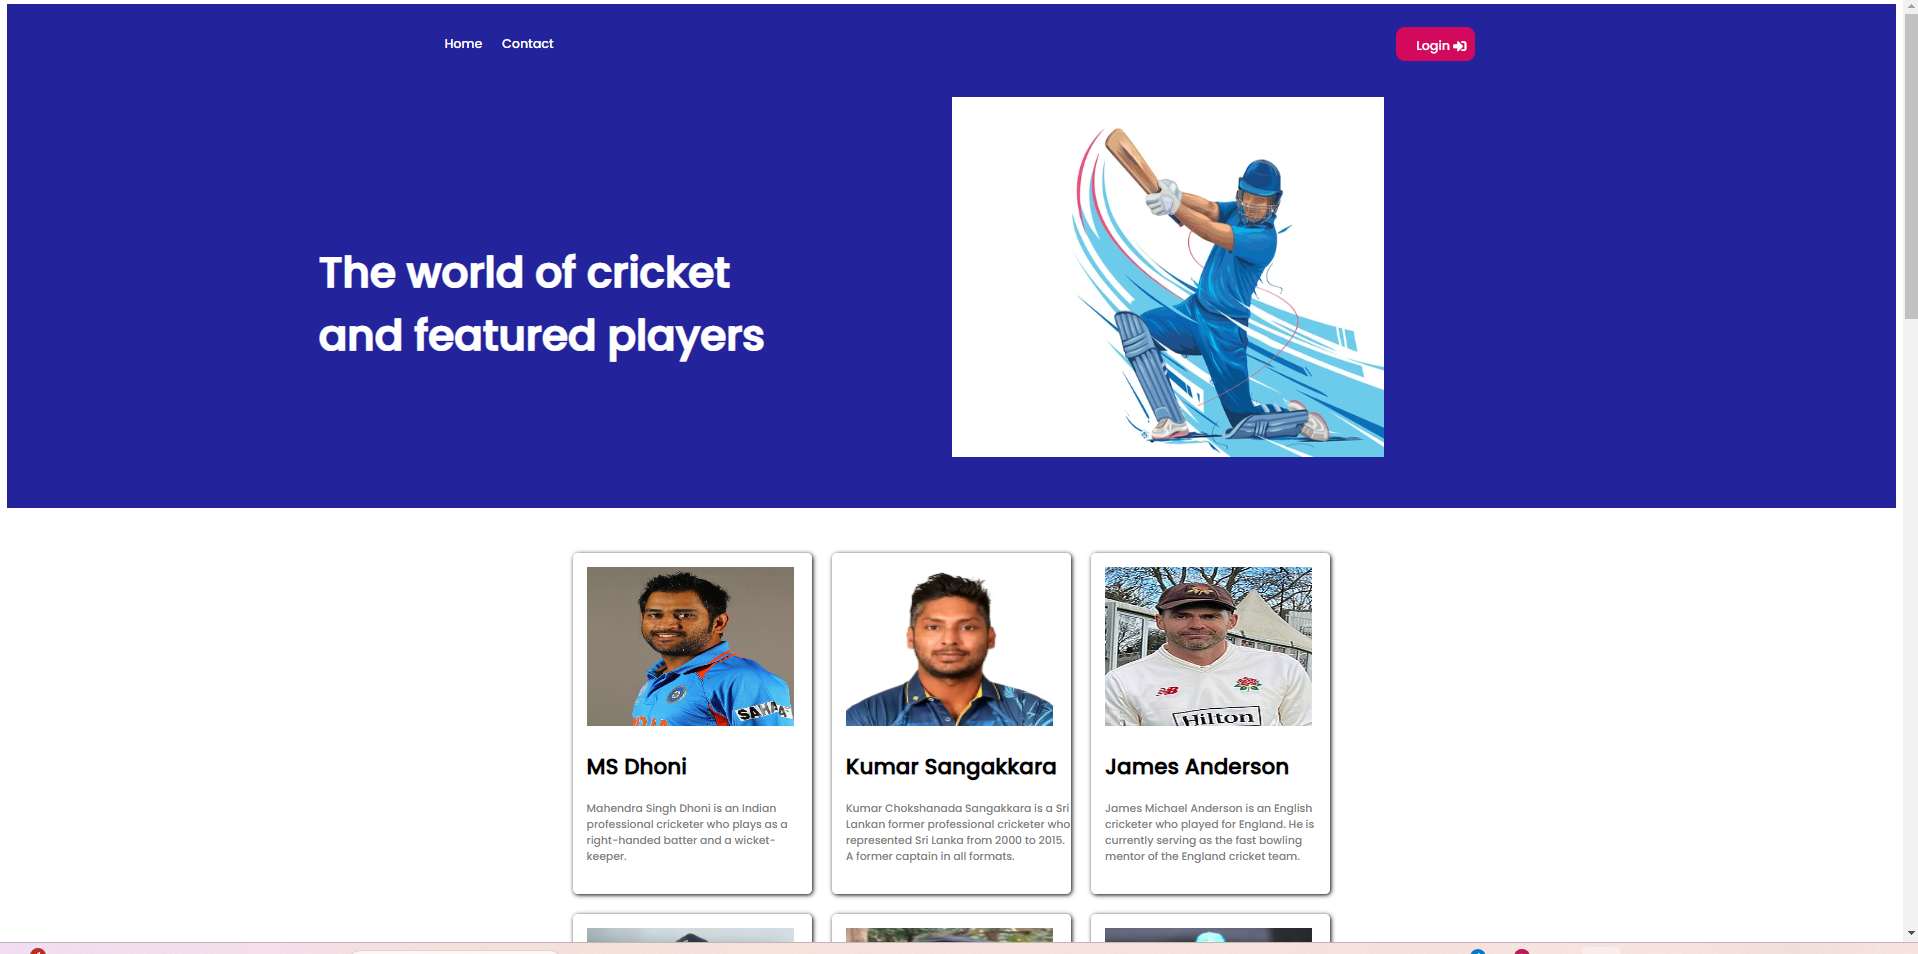 Home Contact Login
The world of cricket
and featured players
SAHA
Hilton
MS Dhoni
Kumar Sangakkara
James Anderson
Mahendra Singh Dhoni is an Indian
professional cricketer who plays as a
right-handed batter and a wicket-
keeper.
Kumar Chokshanada Sangakkara is a Sri
Lankan former professional cricketer who
represented Sri Lanka from 2000 to 2015.
A former captain in all formats.
James Michael Anderson is an English
cricketer who played for England. He is
currently serving as the fast bowling
mentor of the England cricket team.